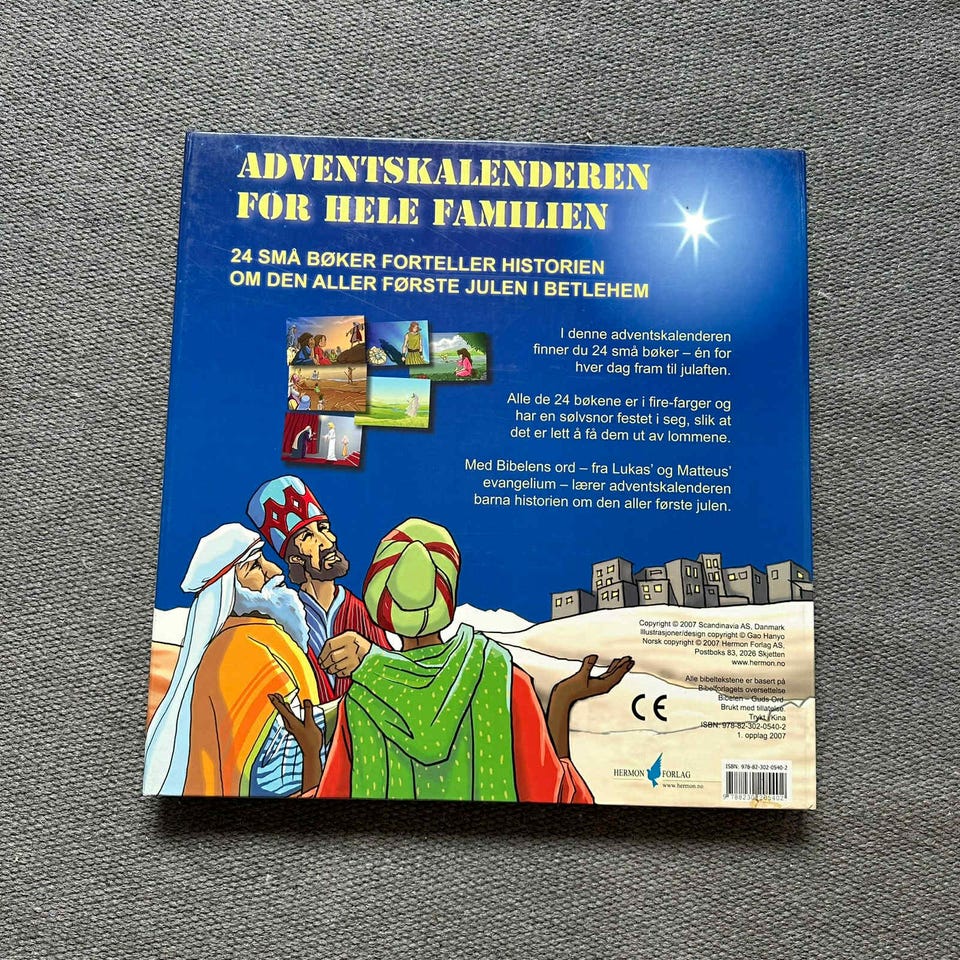 ADVENTSKALENDEREN
FOR HELE FAMILIEN
24 SMÅ BØKER FORTELLER HISTORIEN
OM DEN ALLER FØRSTE JULEN I BETLEHEM
I denne adventskalenderen
finner du 24 små bøker – én for
hver dag fram til julaften.
Alle de 24 bøkene er i fire-farger og
har en sølvsnor festet i seg, slik at
det er lett å få dem ut av lommene.
Med Bibelens ord – fra Lukas’ og Matteus’
evangelium – lærer adventskalenderen
barna historien om den aller første julen.
Copyright © 2007 Scandinavia AS, Danmark
Illustrasjoner/design copyright © Gao Hanyo
Norsk copyright © 2007 Hermon Forlag AS,
Postboks 83, 2026 Skjetten
www.hermon.no
Alle bibeltekstene er basert på
Bibelforlagets oversettelse
Bibelen – Guds Ord.
Brukt med tillatelse.
Trykt i Kina
ISBN: 978-82-302-0540-2
1. opplag 2007
CE
HERMON FORLAG
www.hermon.no
ISBN: 978-82-302-0540-2
9 788230 205402